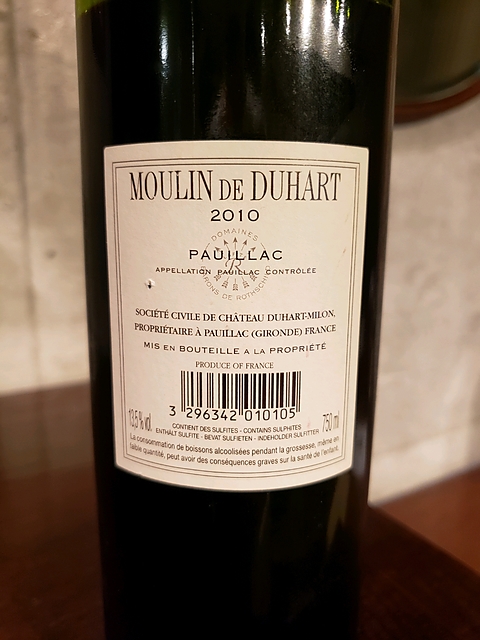 MOULIN DE DUHART
2010
DOMAINES
PAUILLAC
APPELLATION PAUILLAC CONTRÔLÉE
BARONS DE ROTHSCHILD
SOCIÉTÉ CIVILE DE CHÂTEAU DUHART-MILON,
PROPRIÉTAIRE À PAUILLAC (GIRONDE) FRANCE
MIS EN BOUTEILLE A LA PROPRIÉTÉ
PRODUCE OF FRANCE
3 296342 010105
13,5 % vol.
750 ml
CONTIENT DES SULFITES - CONTAINS SULPHITES
ENTHÄLT SULFITE - BEVAT SULFIETEN - INDEHOLDER SULFITTER
La consommation de boissons alcoolisées pendant la grossesse, même en
faible quantité, peut avoir des conséquences graves sur la santé de l'enfant.